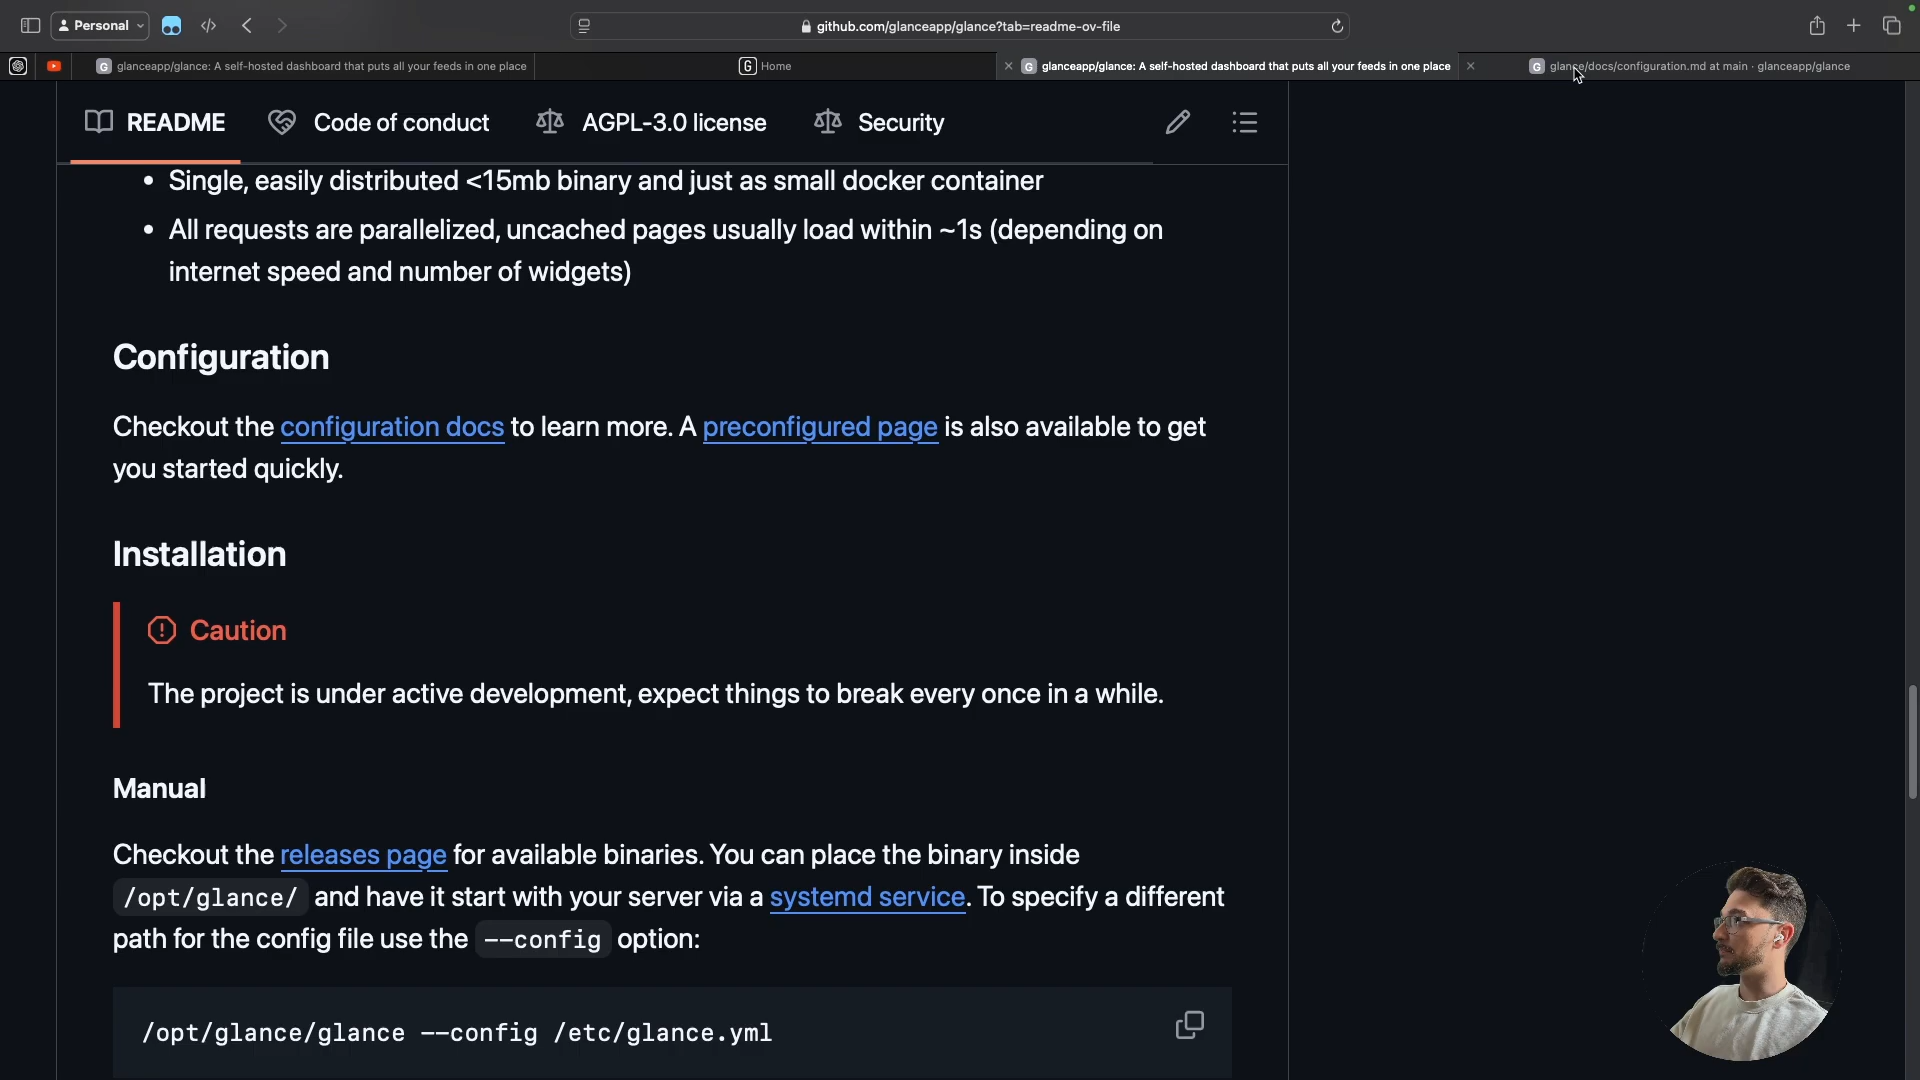 Personal
github.com/glanceapp/glance?tab=readme-ov-file
glanceapp/glance: A self-hosted dashboard that puts all your feeds in one place
Home
glanceapp/glance: A self-hosted dashboard that puts all your feeds in one place
glance/docs/configuration.md at main · glanceapp/glance
README
Code of conduct
AGPL-3.0 license
Security
• Single, easily distributed <15mb binary and just as small docker container
• All requests are parallelized, uncached pages usually load within ~1s (depending on
internet speed and number of widgets)
Configuration
Checkout the configuration docs to learn more. A preconfigured page is also available to get
you started quickly.
Installation
Caution
The project is under active development, expect things to break every once in a while.
Manual
Checkout the releases page for available binaries. You can place the binary inside
/opt/glance/ and have it start with your server via a systemd service. To specify a different
path for the config file use the --config option:
/opt/glance/glance --config /etc/glance.yml